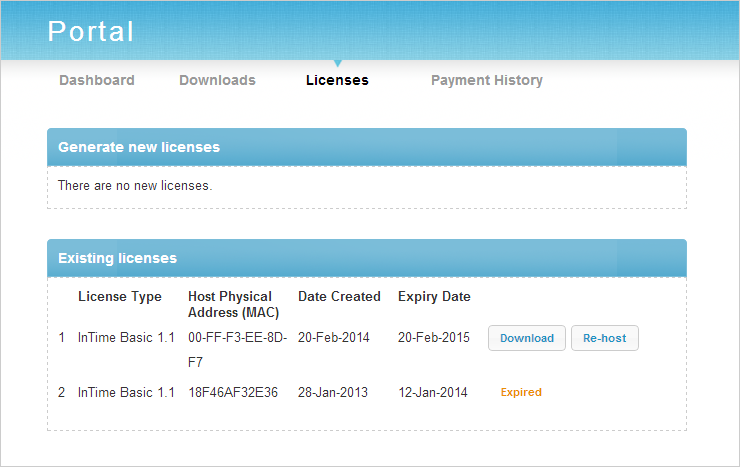 Portal
Dashboard Downloads Licenses Payment History
Generate new licenses
There are no new licenses.
Existing licenses
License Type Host Physical Address (MAC) Date Created Expiry Date
1 InTime Basic 1.1 00-FF-F3-EE-8D-F7 20-Feb-2014 20-Feb-2015 Download Re-host
2 InTime Basic 1.1 18F46AF32E36 28-Jan-2013 12-Jan-2014 Expired